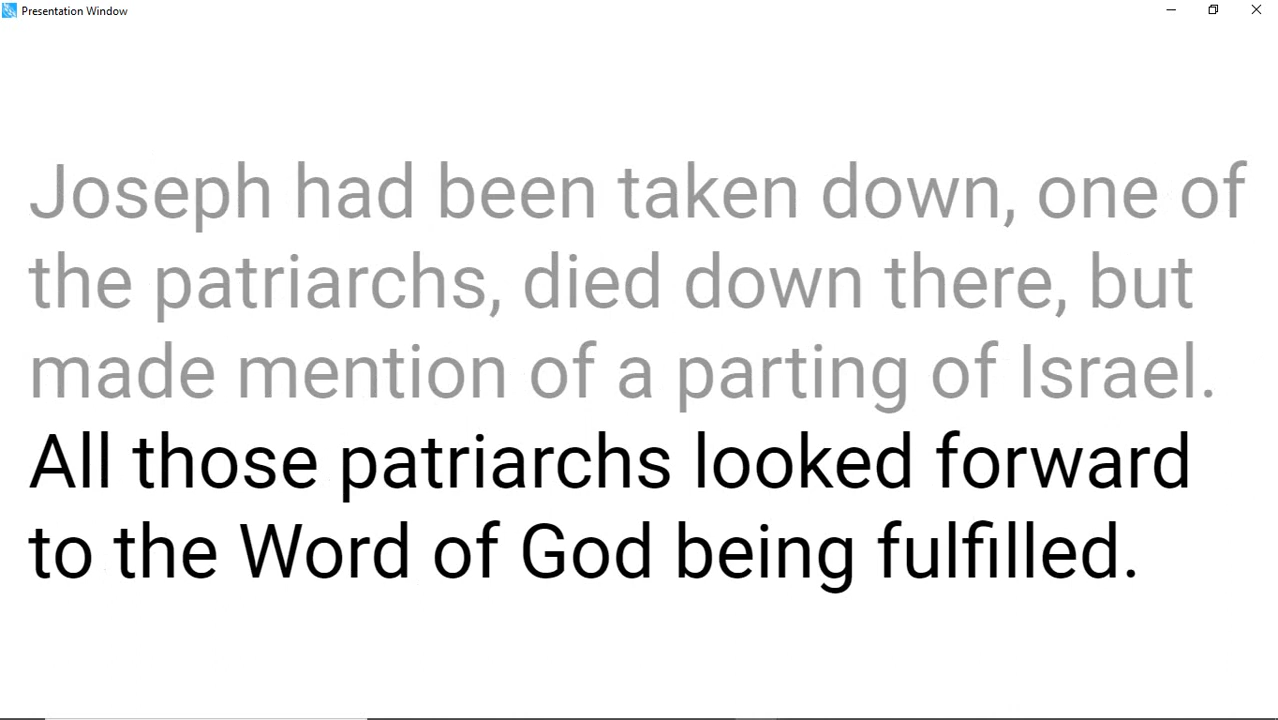 Presentation Window
Joseph had been taken down, one of
the patriarchs, died down there, but
made mention of a parting of Israel.
All those patriarchs looked forward
to the Word of God being fulfilled.